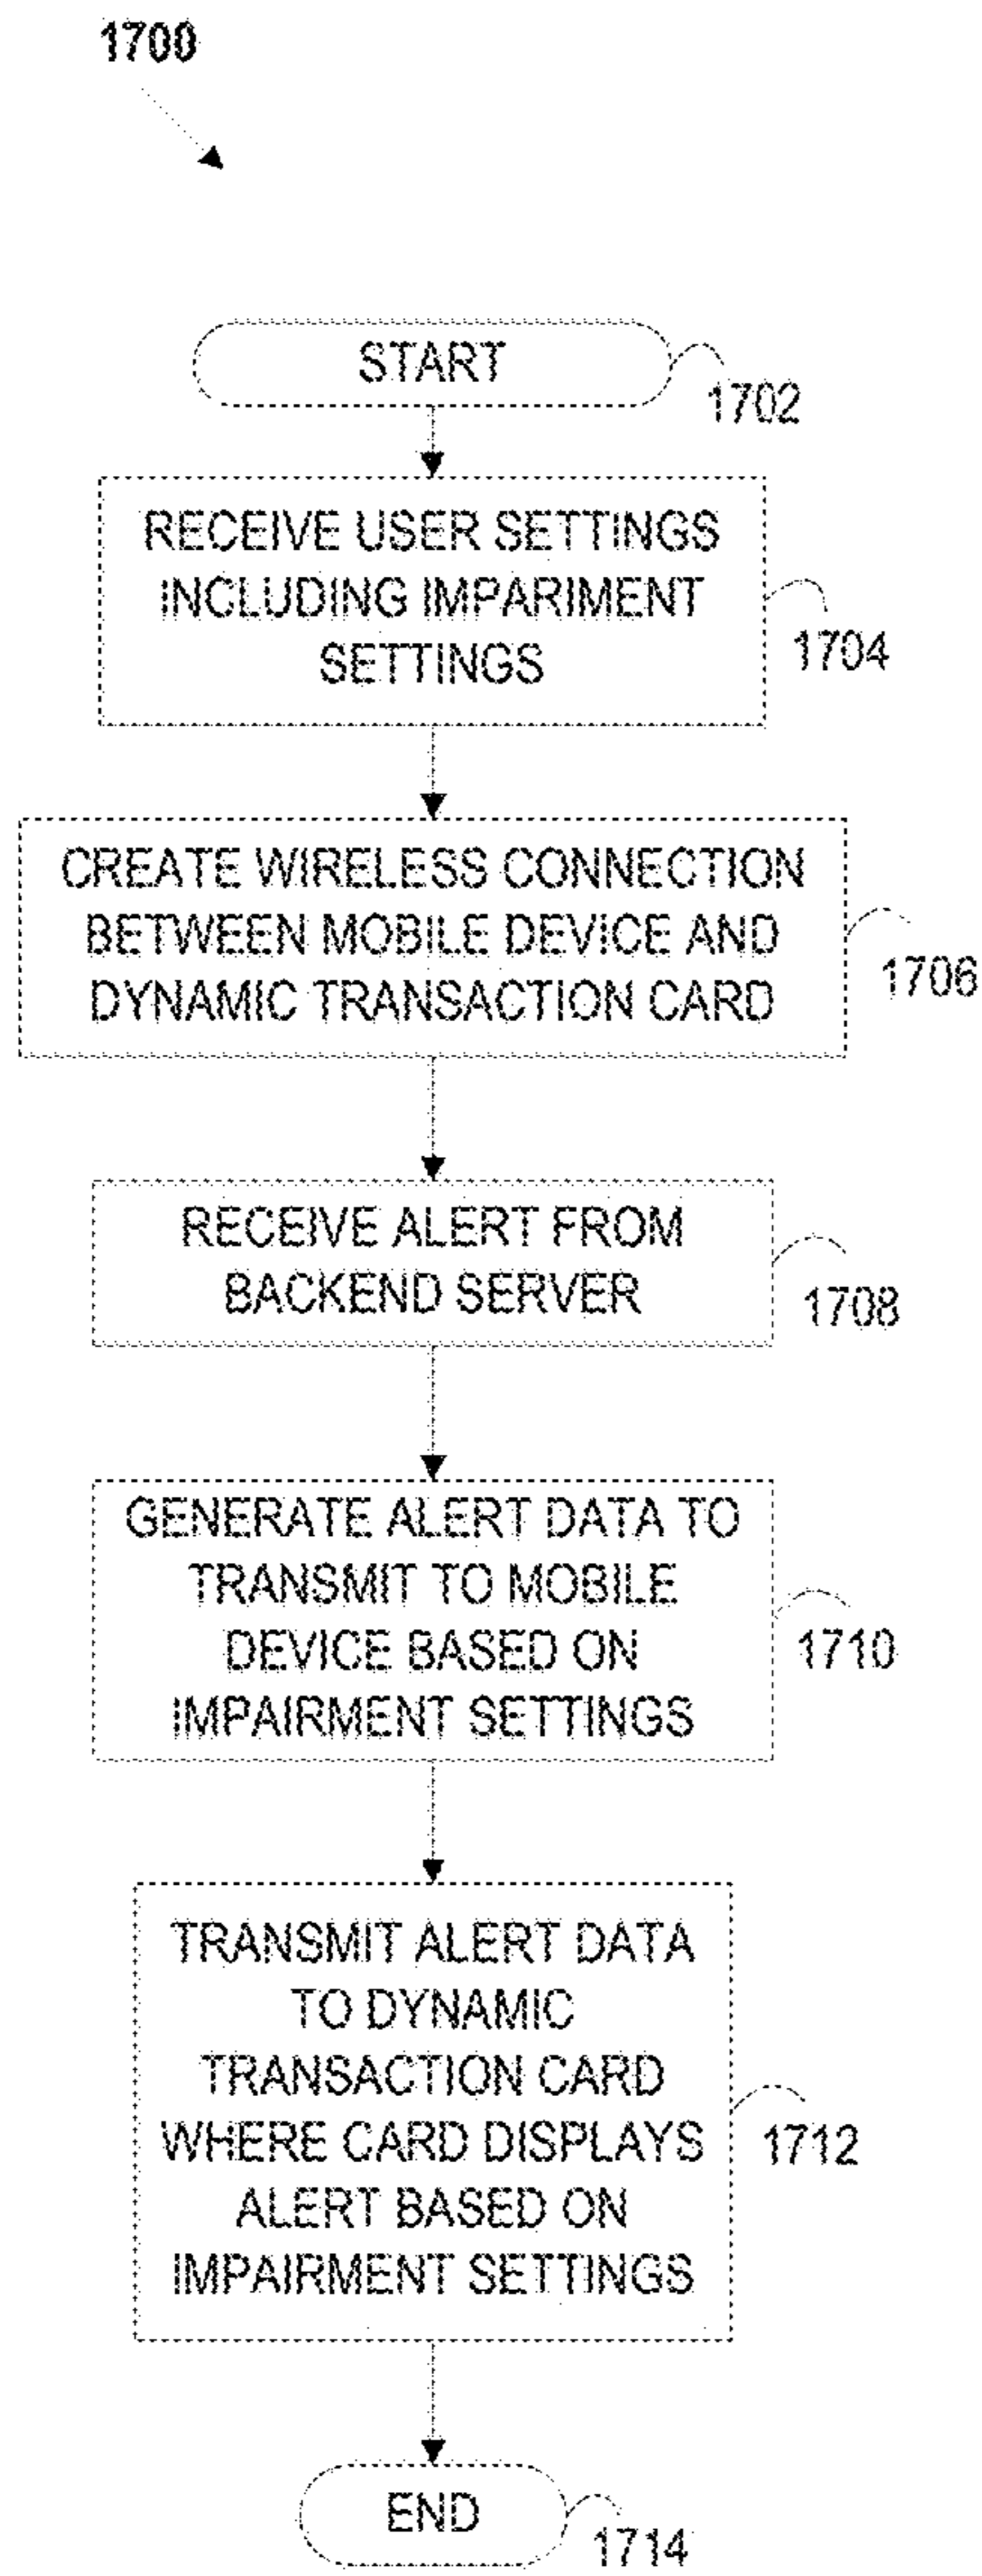 1700
START
1702
RECEIVE USER SETTINGS
INCLUDING IMPARIMENT
SETTINGS
1704
CREATE WIRELESS CONNECTION
BETWEEN MOBILE DEVICE AND
DYNAMIC TRANSACTION CARD
1706
RECEIVE ALERT FROM
BACKEND SERVER
1708
GENERATE ALERT DATA TO
TRANSMIT TO MOBILE
DEVICE BASED ON
IMPAIRMENT SETTINGS
1710
TRANSMIT ALERT DATA
TO DYNAMIC
TRANSACTION CARD
WHERE CARD DISPLAYS
ALERT BASED ON
IMPAIRMENT SETTINGS
1712
END
1714